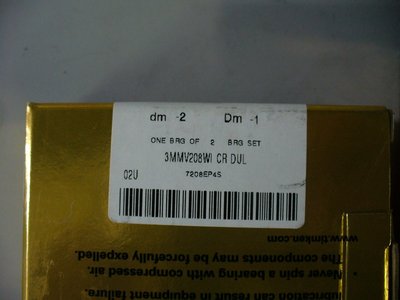 dm -2 Dm -1
ONE BRG OF 2 BRG SET
3MMV208WI CR DUL
02U 7208EP4S
www.timken.com
• Never spin a bearing with compressed air.
The components may be forcefully expelled.
lubrication can result in equipment failure.